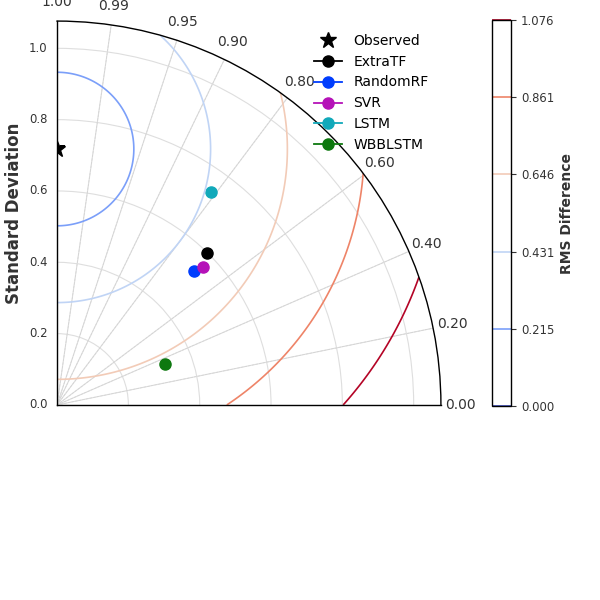 1.00
0.99
0.95
0.90
0.80
0.60
0.40
0.20
0.00
1.0
0.8
0.6
0.4
0.2
0.0
Standard Deviation
Observed
ExtraTF
RandomRF
SVR
LSTM
WBBLSTM
1.076
0.861
0.646
0.431
0.215
0.000
RMS Difference